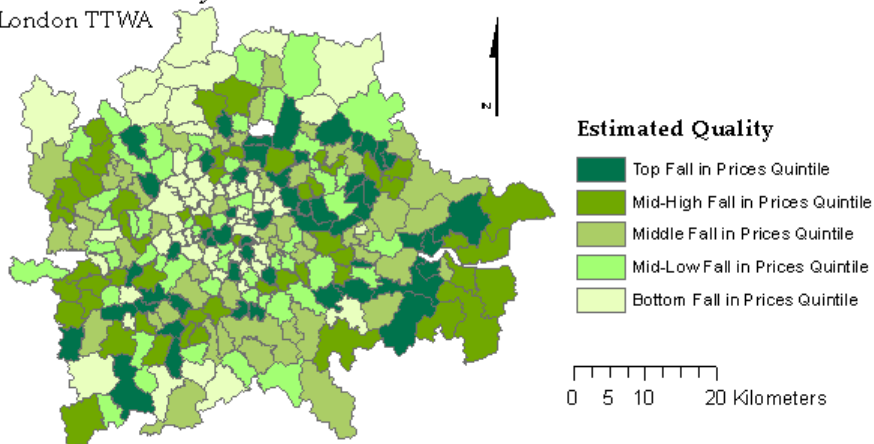 London TTWA
z
Estimated Quality
Top Fall in Prices Quintile
Mid-High Fall in Prices Quintile
Middle Fall in Prices Quintile
Mid-Low Fall in Prices Quintile
Bottom Fall in Prices Quintile
0 5 10 20 Kilometers